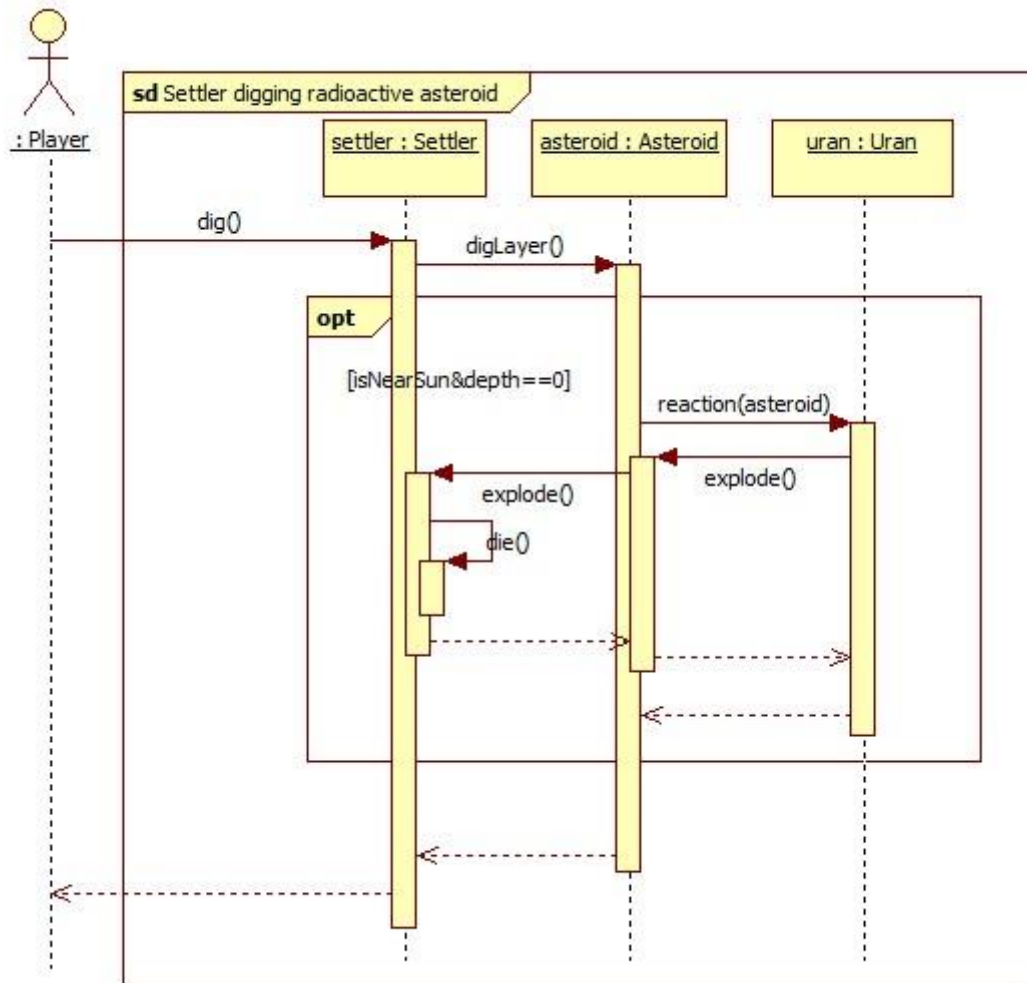 sd Settler digging radioactive asteroid
: Player
settler : Settler
asteroid : Asteroid
uran : Uran
dig()
digLayer()
opt
[isNearSun&depth==0]
reaction(asteroid)
explode()
explode()
die()